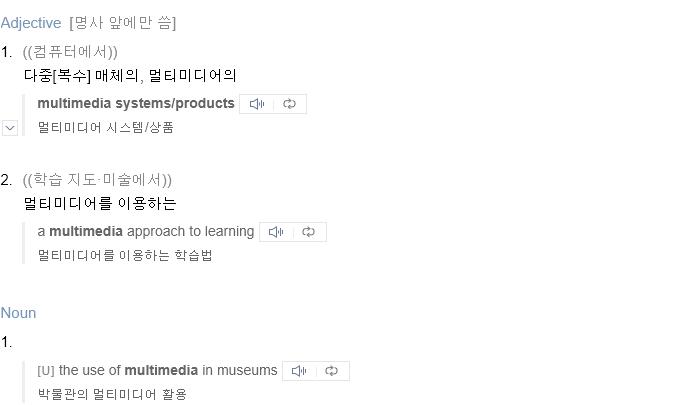 Adjective [명사 앞에만 씀]
1. ((컴퓨터에서))
다중[복수] 매체의, 멀티미디어의
multimedia systems/products
멀티미디어 시스템/상품
2. ((학습 지도·미술에서))
멀티미디어를 이용하는
a multimedia approach to learning
멀티미디어를 이용하는 학습법
Noun
1.
[U] the use of multimedia in museums
박물관의 멀티미디어 활용